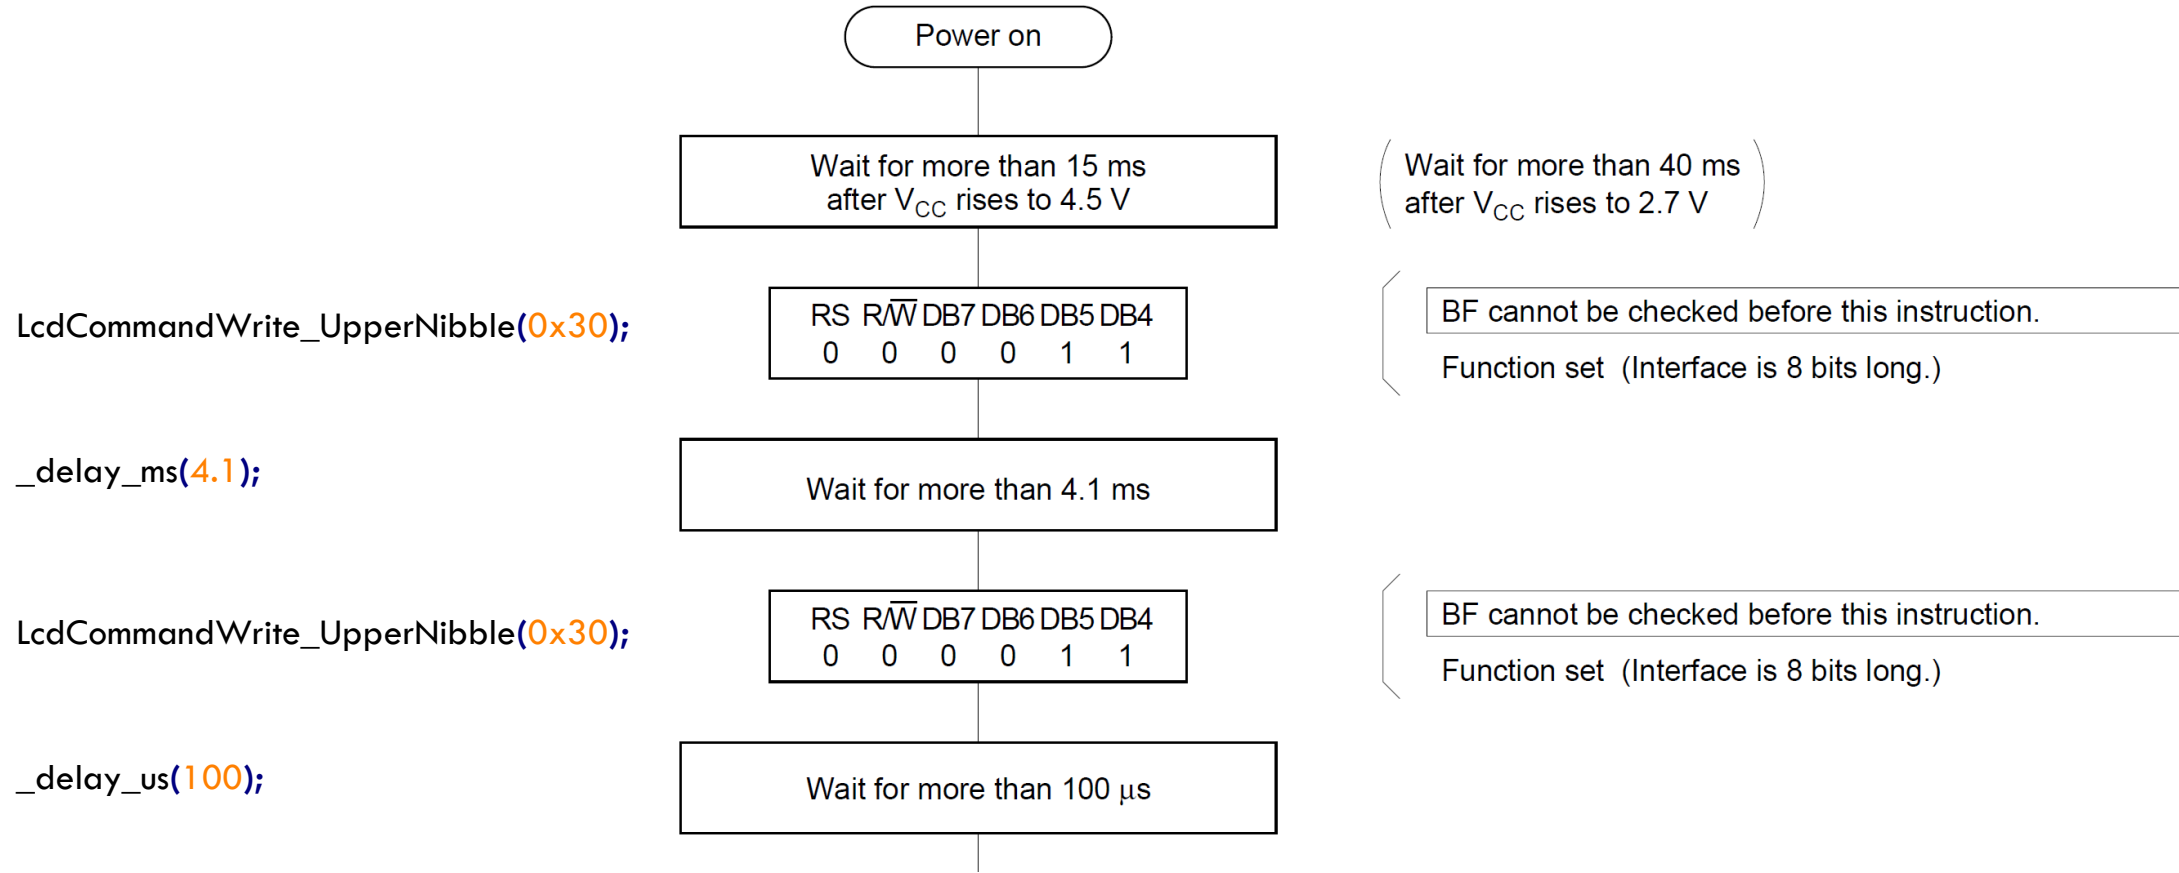 Power on
Wait for more than 15 ms
after VCC rises to 4.5 V
Wait for more than 40 ms
after VCC rises to 2.7 V
LcdCommandWrite_UpperNibble(0x30);
RS R/W̅ DB7 DB6 DB5 DB4
0 0 0 0 1 1
BF cannot be checked before this instruction.
Function set (Interface is 8 bits long.)
_delay_ms(4.1);
Wait for more than 4.1 ms
LcdCommandWrite_UpperNibble(0x30);
RS R/W̅ DB7 DB6 DB5 DB4
0 0 0 0 1 1
BF cannot be checked before this instruction.
Function set (Interface is 8 bits long.)
_delay_us(100);
Wait for more than 100 μs